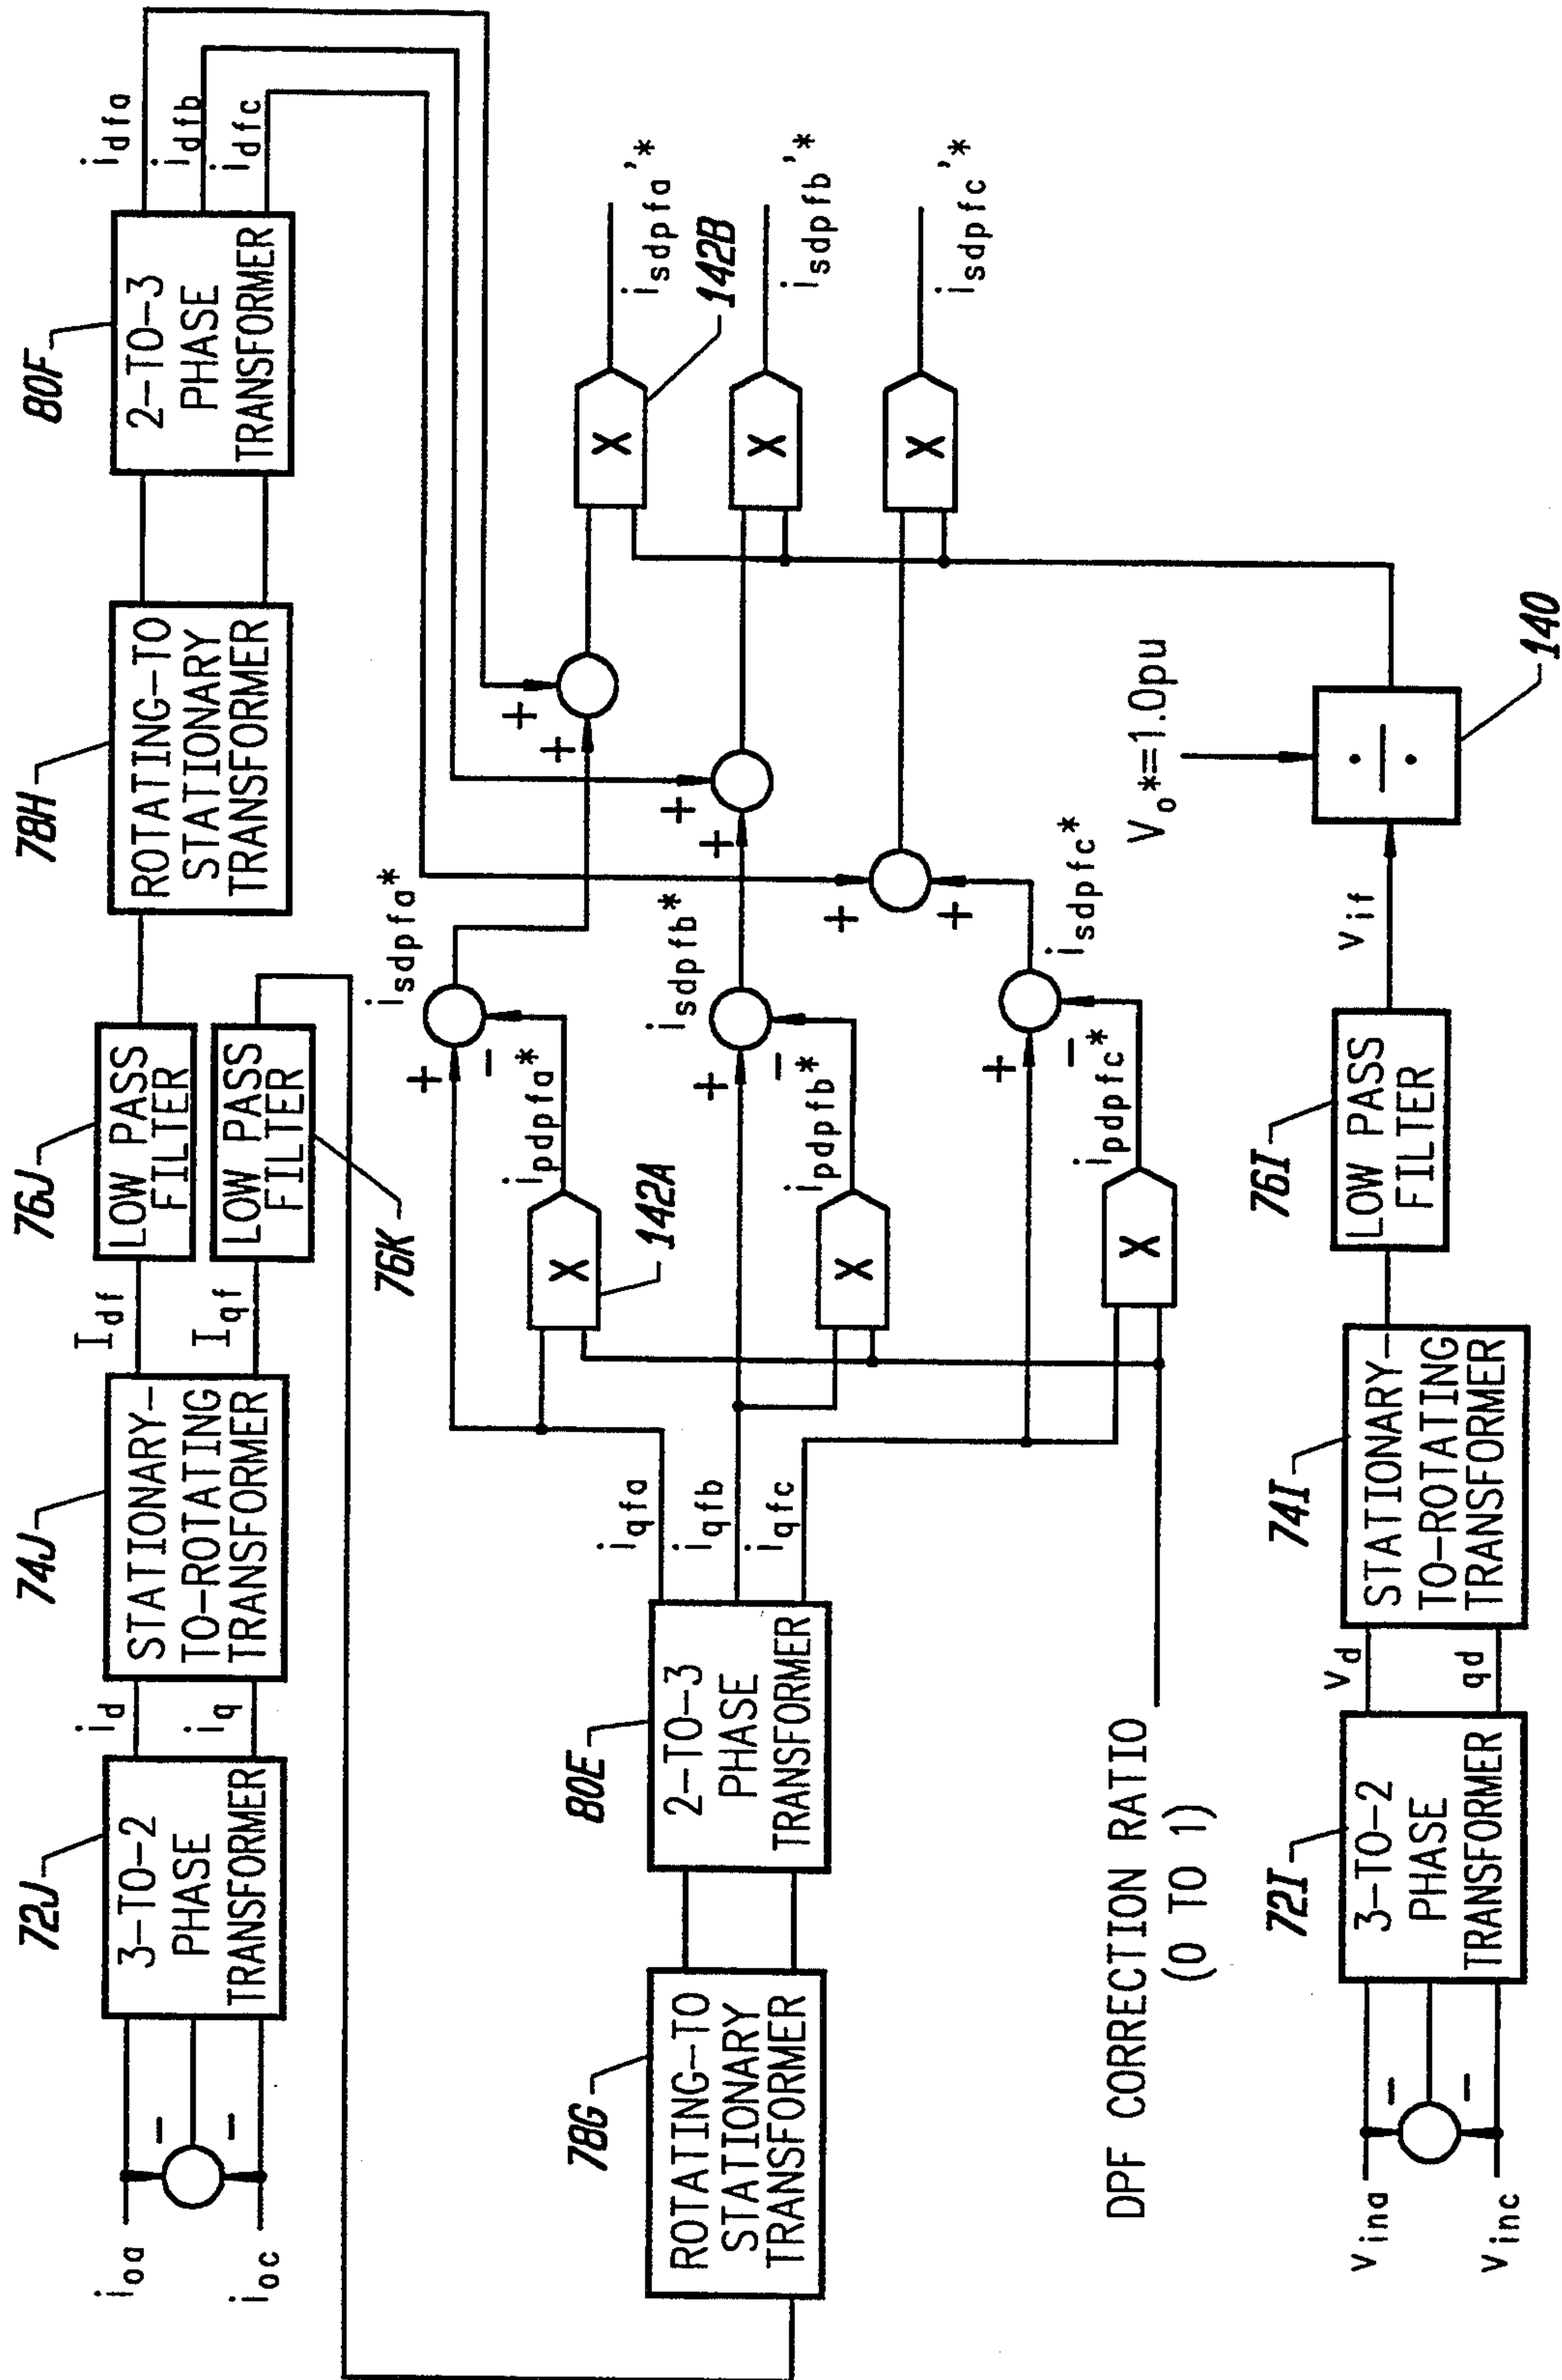 72J
3-TO-2
PHASE
TRANSFORMER
i_oa
i_oc
-
-
i_d
i_q
74J
STATIONARY-
TO-ROTATING
TRANSFORMER
I_df
I_qf
76J
LOW PASS
FILTER
LOW PASS
FILTER
76K
78H
ROTATING-TO
STATIONARY
TRANSFORMER
80F
2-TO-3
PHASE
TRANSFORMER
i_dfa
i_dfb
i_dfc
78G
ROTATING-TO
STATIONARY
TRANSFORMER
80E
2-TO-3
PHASE
TRANSFORMER
i_qfa
i_qfb
i_qfc
X
142A
X
X
i_pdpfa*
i_pdpfb*
i_pdpfc*
+
-
+
-
+
-
i_sdpfa*
i_sdpfb*
i_sdpfc*
+
+
+
+
+
+
X
142B
X
X
i_sdpfa'*
i_sdpfb'*
i_sdpfc'*
DPF CORRECTION RATIO
(0 TO 1)
v_ina
v_inc
-
-
72I
3-TO-2
PHASE
TRANSFORMER
V_d
qd
74I
STATIONARY-
TO-ROTATING
TRANSFORMER
76I
LOW PASS
FILTER
v_if
V_o*=1.0pu
÷
140